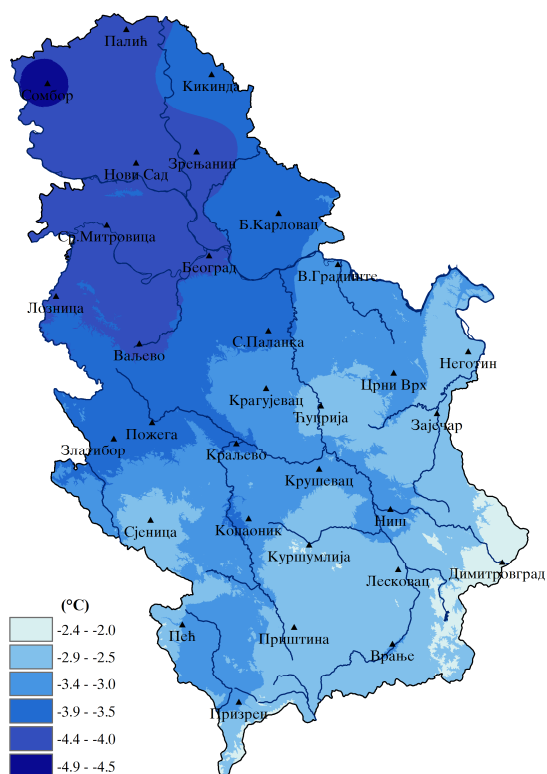 Палић
Кикинда
Сомбор
Зрењанин
Нови Сад
Б.Карловац
Ср.Митровица
Београд
В.Градиште
Лозница
С.Паланка
Ваљево
Неготин
Црни Врх
Крагујевац
Ћуприја
Зајечар
Пожега
Златибор
Краљево
Крушевац
Ниш
Сјеница
Копаоник
Куршумлија
Димитровград
Лесковац
Пећ
Приштина
Врање
Призрен
(°C)
-2.4 - -2.0
-2.9 - -2.5
-3.4 - -3.0
-3.9 - -3.5
-4.4 - -4.0
-4.9 - -4.5